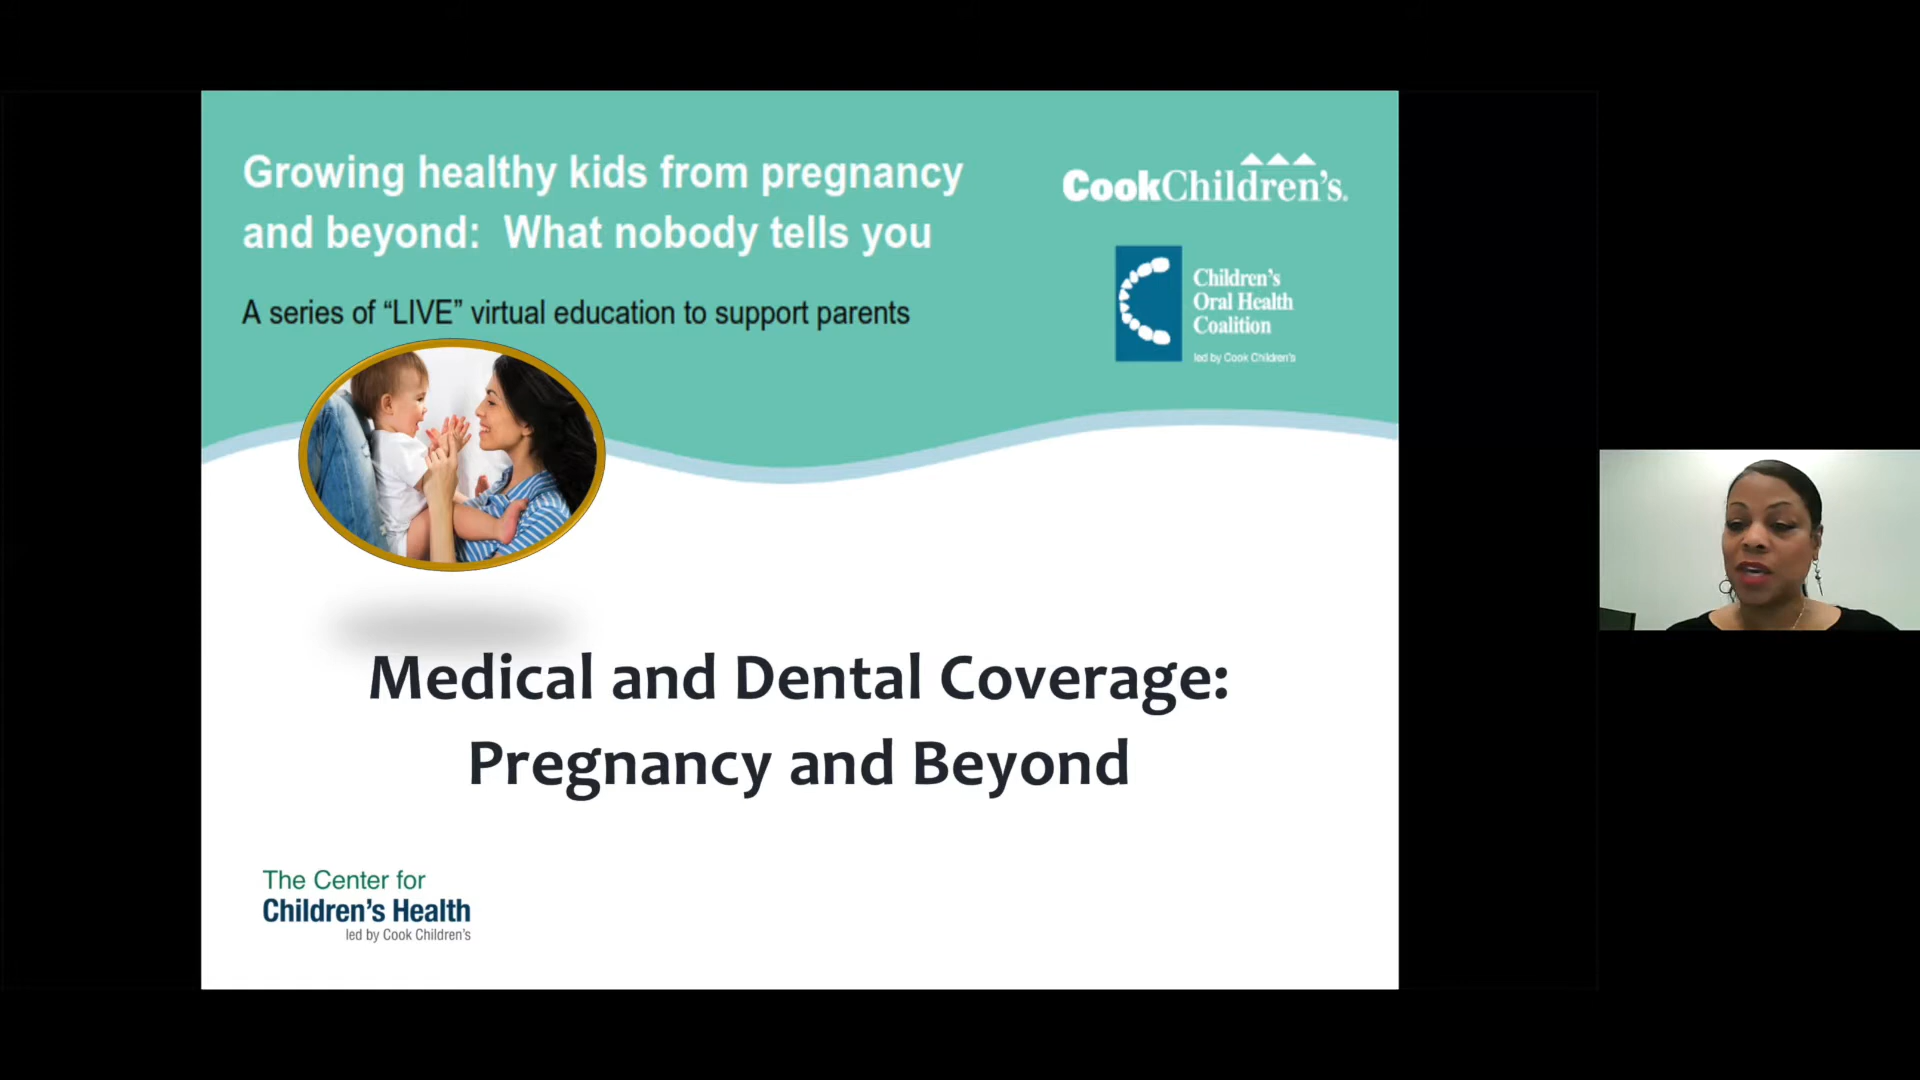 Growing healthy kids from pregnancy
and beyond: What nobody tells you
A series of “LIVE” virtual education to support parents
CookChildren's.
Children's
Oral Health
Coalition
led by Cook Children's
Medical and Dental Coverage:
Pregnancy and Beyond
The Center for
Children's Health
led by Cook Children's